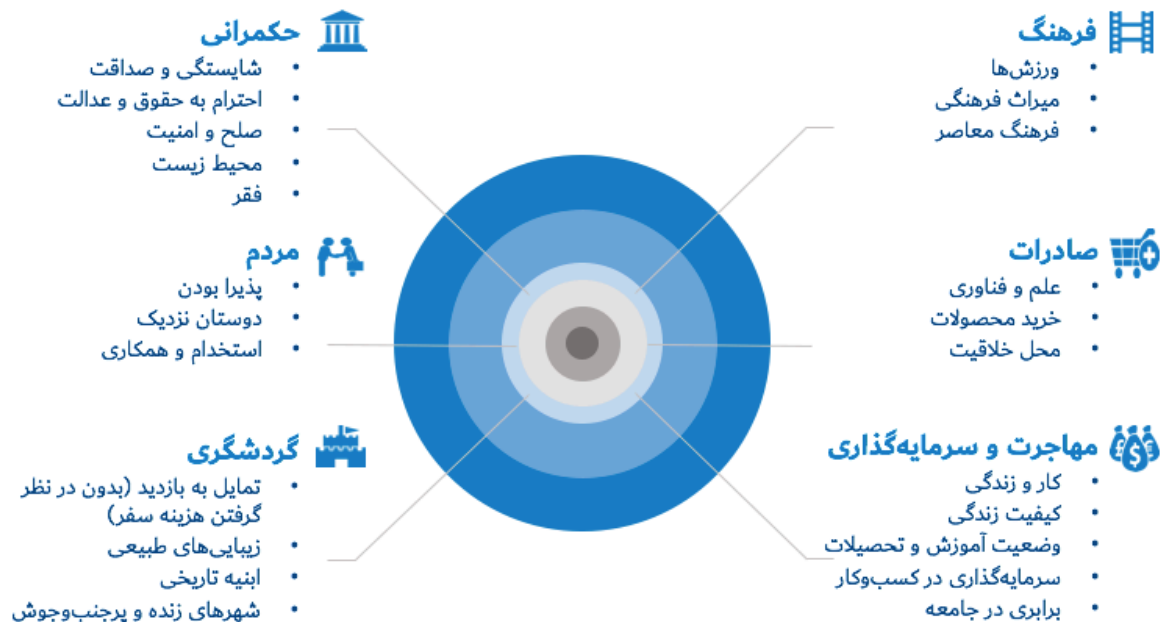 فرهنگ
• ورزش‌ها
• میراث فرهنگی
• فرهنگ معاصر
صادرات
• علم و فناوری
• خرید محصولات
• محل خلاقیت
مهاجرت و سرمایه‌گذاری
• کار و زندگی
• کیفیت زندگی
• وضعیت آموزش و تحصیلات
• سرمایه‌گذاری در کسب‌وکار
• برابری در جامعه
حکمرانی
• شایستگی و صداقت
• احترام به حقوق و عدالت
• صلح و امنیت
• محیط زیست
• فقر
مردم
• پذیرا بودن
• دوستان نزدیک
• استخدام و همکاری
گردشگری
• تمایل به بازدید (بدون در نظر
گرفتن هزینه سفر)
• زیبایی‌های طبیعی
• ابنیه تاریخی
• شهرهای زنده و پرجنب‌وجوش